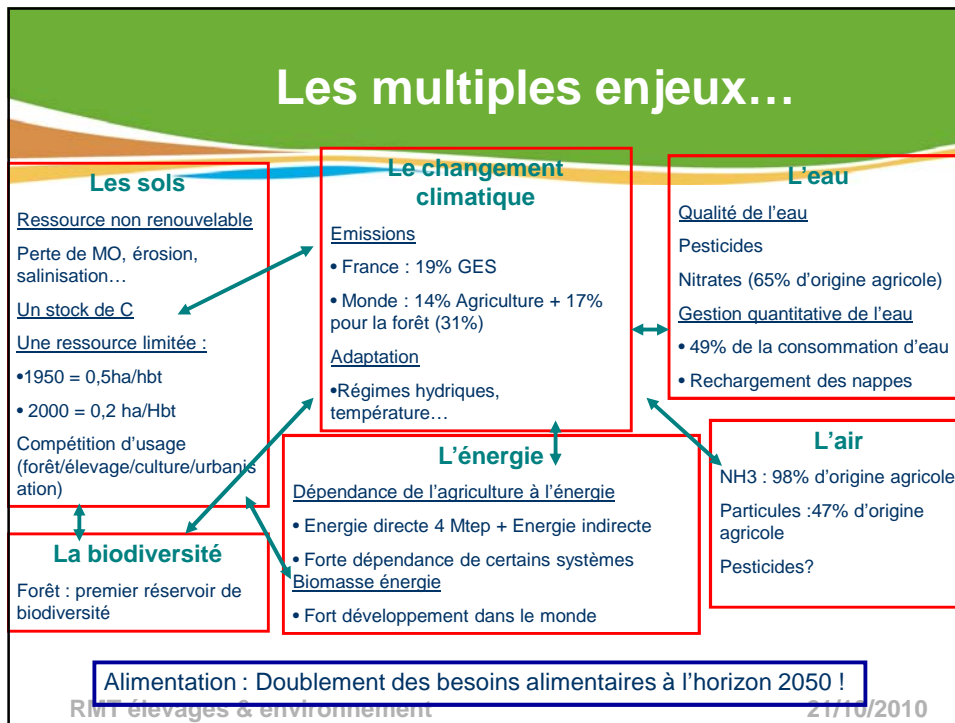 Les multiples enjeux…
Les sols
Ressource non renouvelable
Perte de MO, érosion,
salinisation…
Un stock de C
Une ressource limitée :
•1950 = 0,5ha/hbt
• 2000 = 0,2 ha/Hbt
Compétition d'usage
(forêt/élevage/culture/urbanis
ation)
La biodiversité
Forêt : premier réservoir de
biodiversité
Le changement
climatique
Emissions
• France : 19% GES
• Monde : 14% Agriculture + 17%
pour la forêt (31%)
Adaptation
•Régimes hydriques,
température…
L'énergie
Dépendance de l'agriculture à l'énergie
• Energie directe 4 Mtep + Energie indirecte
• Forte dépendance de certains systèmes
Biomasse énergie
• Fort développement dans le monde
L'eau
Qualité de l'eau
Pesticides
Nitrates (65% d'origine agricole)
Gestion quantitative de l'eau
• 49% de la consommation d'eau
• Rechargement des nappes
L'air
NH3 : 98% d'origine agricole
Particules :47% d'origine
agricole
Pesticides?
Alimentation : Doublement des besoins alimentaires à l'horizon 2050 !
RMT élevages & environnement
21/10/2010